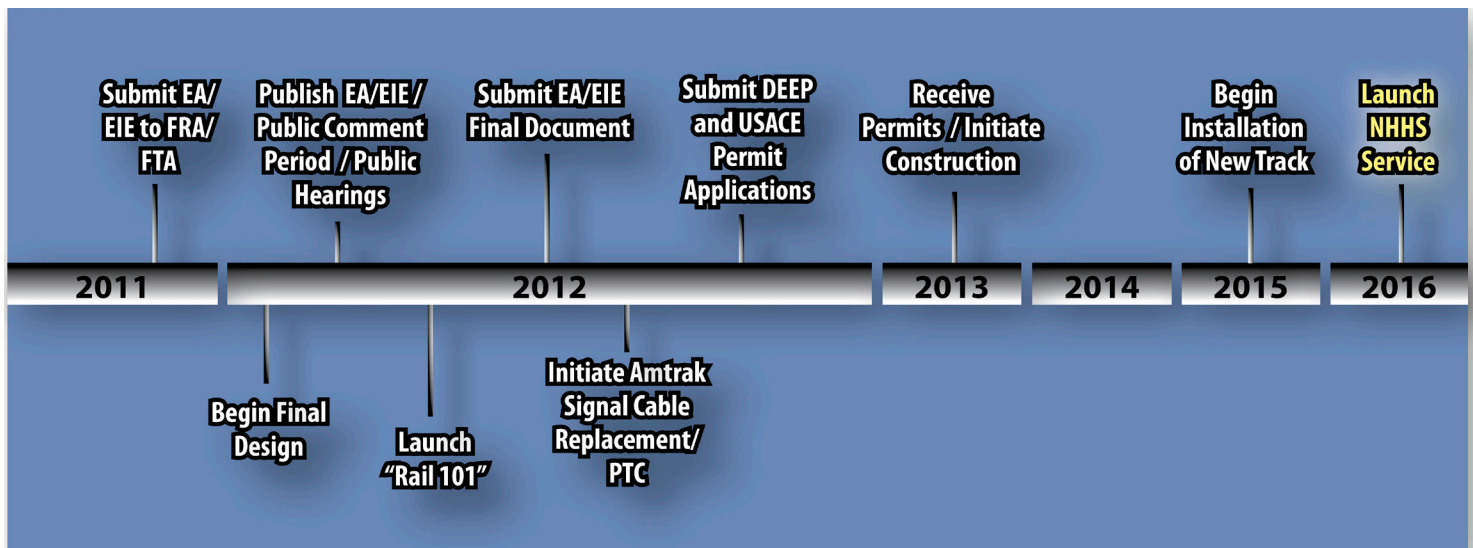 Submit EA/
EIE to FRA/
FTA
Publish EA/EIE /
Public Comment
Period / Public
Hearings
Submit EA/EIE
Final Document
Submit DEEP
and USACE
Permit
Applications
Receive
Permits / Initiate
Construction
Begin
Installation
of New Track
Launch
NHHS
Service
2011
2012
2013
2014
2015
2016
Begin Final
Design
Launch
“Rail 101”
Initiate Amtrak
Signal Cable
Replacement/
PTC